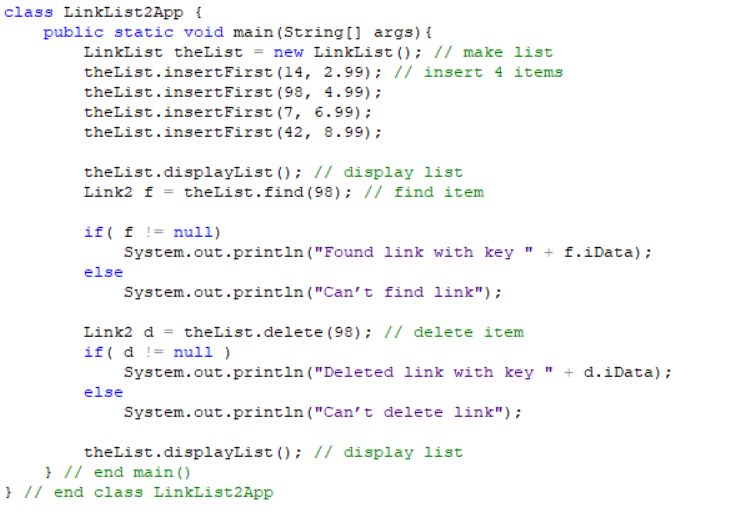 class LinkList2App {
    public static void main(String[] args){
        LinkList theList = new LinkList(); // make list
        theList.insertFirst(14, 2.99); // insert 4 items
        theList.insertFirst(98, 4.99);
        theList.insertFirst(7, 6.99);
        theList.insertFirst(42, 8.99);

        theList.displayList(); // display list
        Link2 f = theList.find(98); // find item

        if( f != null)
            System.out.println("Found link with key " + f.iData);
        else
            System.out.println("Can’t find link");

        Link2 d = theList.delete(98); // delete item
        if( d != null )
            System.out.println("Deleted link with key " + d.iData);
        else
            System.out.println("Can’t delete link");

        theList.displayList(); // display list
    } // end main()
} // end class LinkList2App